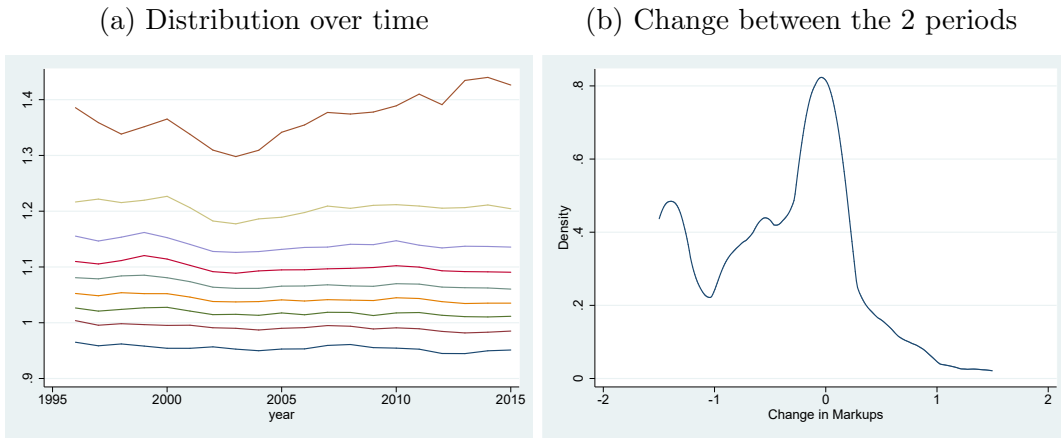 (a) Distribution over time
1.4
1.3
1.2
1.1
1
.9
1995 2000 2005 2010 2015
year
(b) Change between the 2 periods
.8
.6
.4
.2
0
Density
-2 -1 0 1 2
Change in Markups